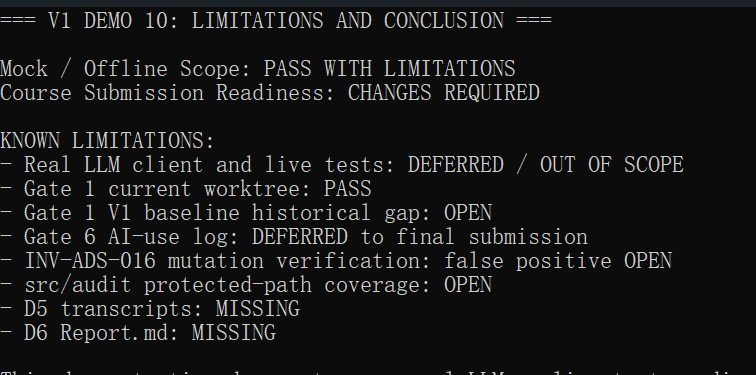 === V1 DEMO 10: LIMITATIONS AND CONCLUSION ===
Mock / Offline Scope: PASS WITH LIMITATIONS
Course Submission Readiness: CHANGES REQUIRED
KNOWN LIMITATIONS:
- Real LLM client and live tests: DEFERRED / OUT OF SCOPE
- Gate 1 current worktree: PASS
- Gate 1 V1 baseline historical gap: OPEN
- Gate 6 AI-use log: DEFERRED to final submission
- INV-ADS-016 mutation verification: false positive OPEN
- src/audit protected-path coverage: OPEN
- D5 transcripts: MISSING
- D6 Report.md: MISSING